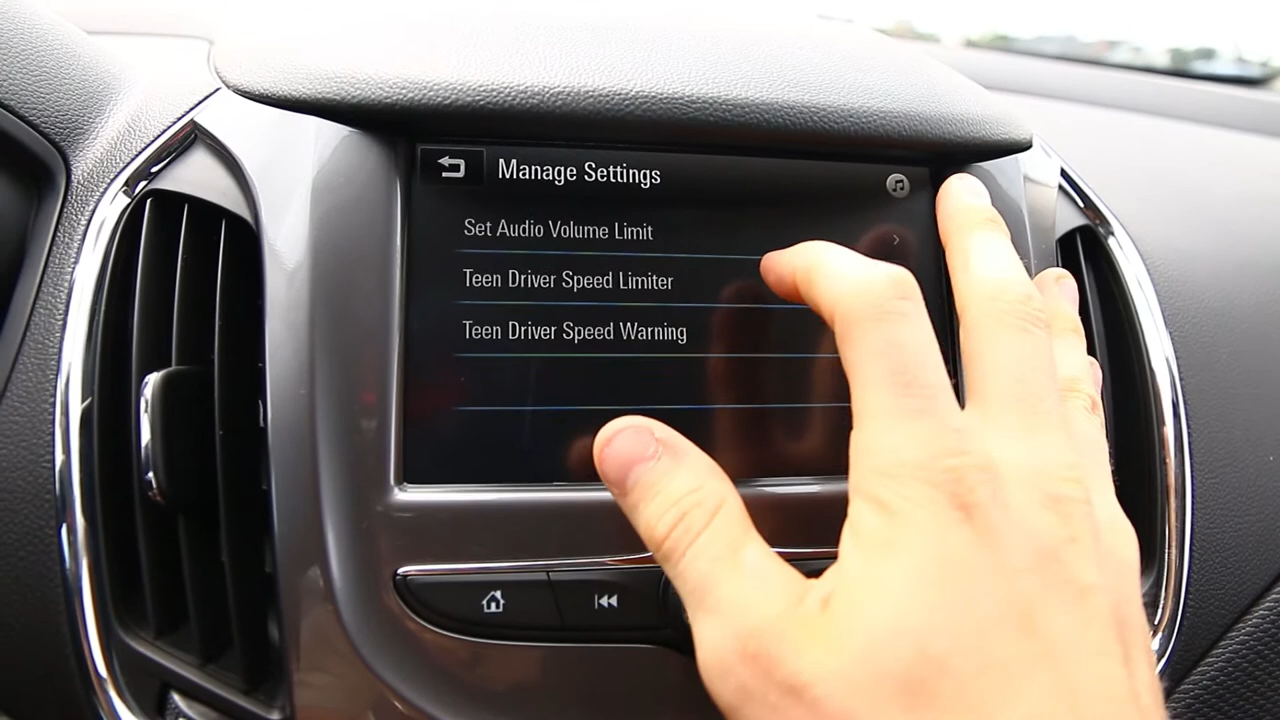 Manage Settings
Set Audio Volume Limit
Teen Driver Speed Limiter
Teen Driver Speed Warning